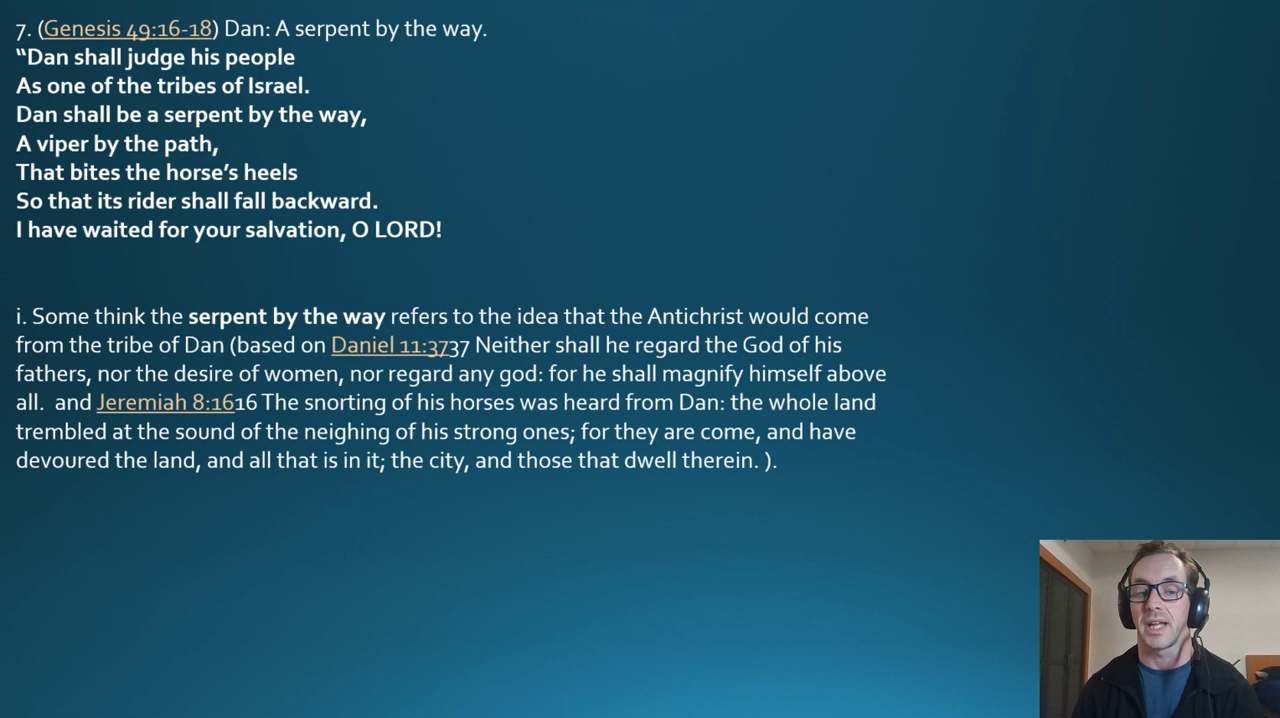 7. (Genesis 49:16-18) Dan: A serpent by the way.
“Dan shall judge his people
As one of the tribes of Israel.
Dan shall be a serpent by the way,
A viper by the path,
That bites the horse’s heels
So that its rider shall fall backward.
I have waited for your salvation, O LORD!
i. Some think the serpent by the way refers to the idea that the Antichrist would come
from the tribe of Dan (based on Daniel 11:3737 Neither shall he regard the God of his
fathers, nor the desire of women, nor regard any god: for he shall magnify himself above
all.  and Jeremiah 8:1616 The snorting of his horses was heard from Dan: the whole land
trembled at the sound of the neighing of his strong ones; for they are come, and have
devoured the land, and all that is in it; the city, and those that dwell therein. ).